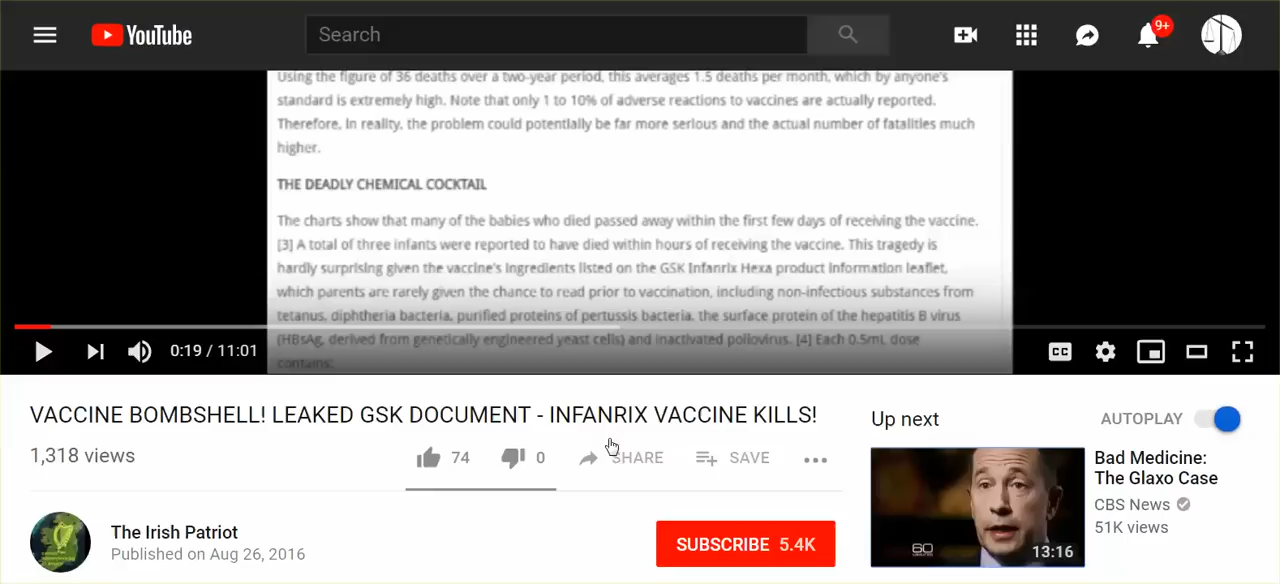 YouTube
Search
9+
Using the figure of 36 deaths over a two-year period, this averages 1.5 deaths per month, which by anyone's
standard is extremely high. Note that only 1 to 10% of adverse reactions to vaccines are actually reported.
Therefore, in reality, the problem could potentially be far more serious and the actual number of fatalities much
higher.
THE DEADLY CHEMICAL COCKTAIL
The charts show that many of the babies who died passed away within the first few days of receiving the vaccine.
[3] A total of three infants were reported to have died within hours of receiving the vaccine. This tragedy is
hardly surprising given the vaccine's ingredients listed on the GSK Infanrix Hexa product information leaflet,
which parents are rarely given the chance to read prior to vaccination, including non-infectious substances from
tetanus, diphtheria bacteria, purified proteins of pertussis bacteria, the surface protein of the hepatitis B virus
(HBsAg, derived from genetically engineered yeast cells) and inactivated poliovirus. [4] Each 0.5mL dose
contains:
0:19 / 11:01
CC
VACCINE BOMBSHELL! LEAKED GSK DOCUMENT - INFANRIX VACCINE KILLS!
1,318 views
74
0
SHARE
SAVE
The Irish Patriot
Published on Aug 26, 2016
SUBSCRIBE 5.4K
Up next
AUTOPLAY
60
13:16
Bad Medicine:
The Glaxo Case
CBS News
51K views